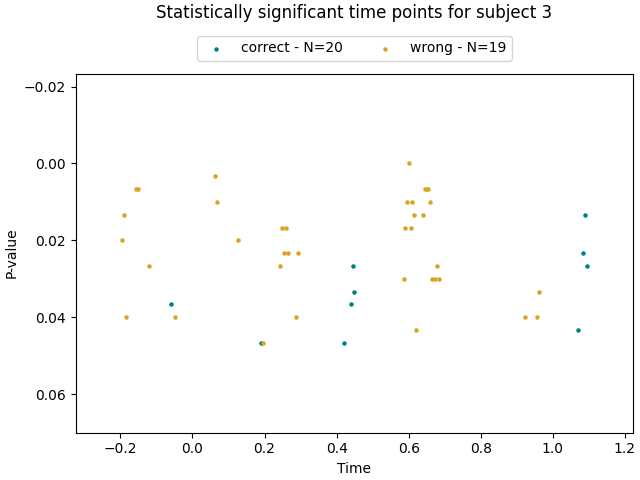 Statistically significant time points for subject 3
correct - N=20
wrong - N=19
−0.02
0.00
0.02
0.04
0.06
P-value
−0.2
0.0
0.2
0.4
0.6
0.8
1.0
1.2
Time